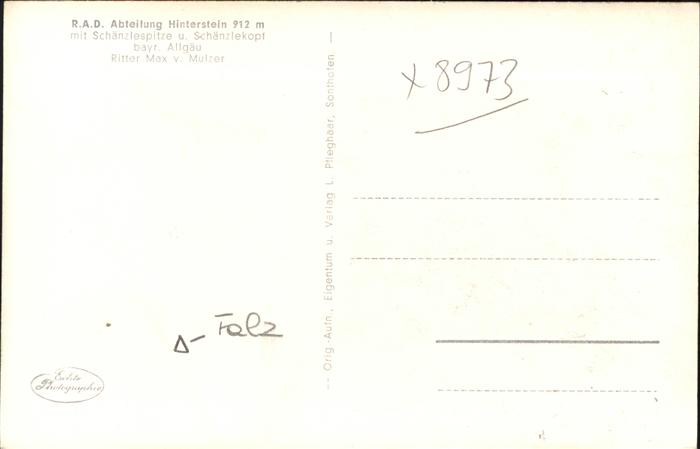 R.A.D. Abteilung Hinterstein 912 m
mit Schänzlespitze u. Schänzlekopf
bayr. Allgäu
Ritter Max v. Mulzer
-- Orig.-Aufn., Eigentum u. Verlag L. Pfleghaar, Sonthofen. --
x 8973
Δ- Falz
Echte
Photographie